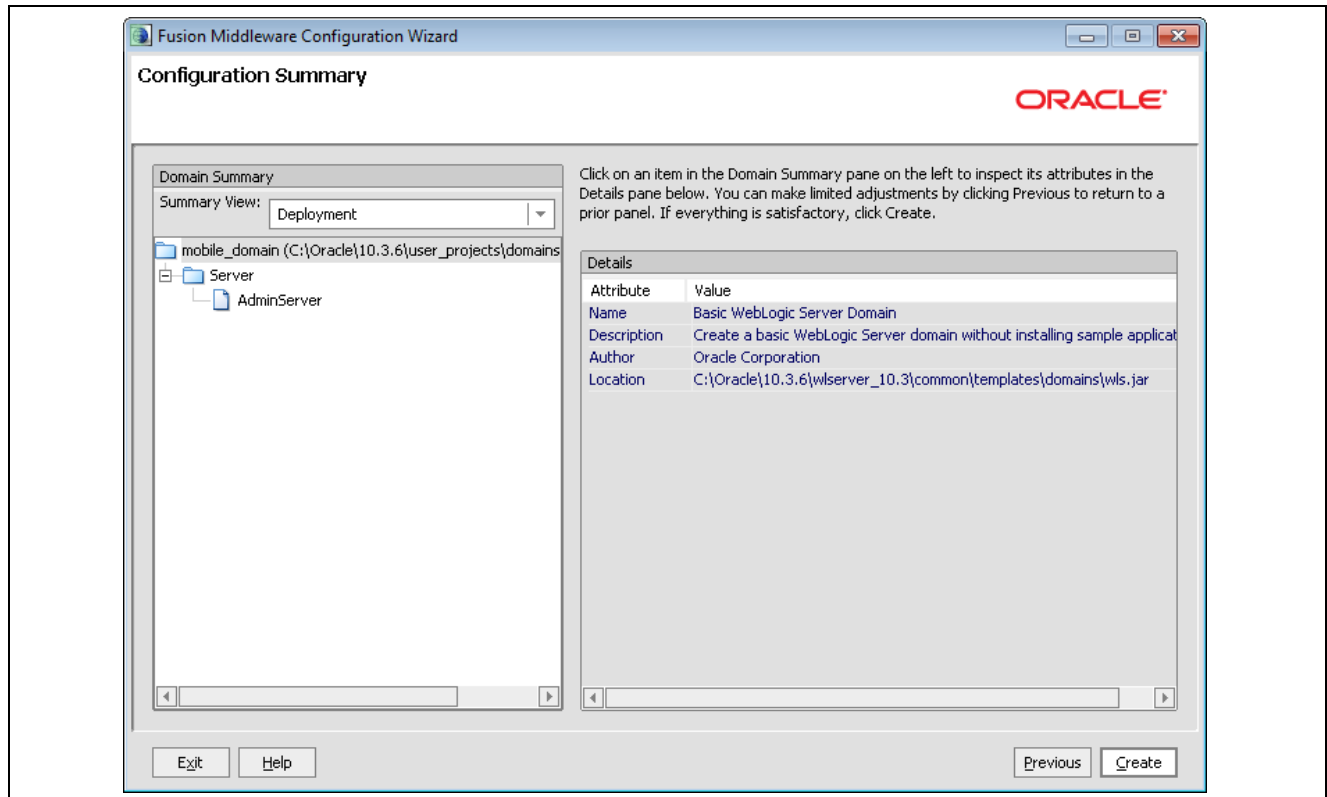 Fusion Middleware Configuration Wizard
Configuration Summary
ORACLE
Domain Summary
Summary View:
Deployment
mobile_domain (C:\Oracle\10.3.6\user_projects\domains
Server
AdminServer
Click on an item in the Domain Summary pane on the left to inspect its attributes in the
Details pane below. You can make limited adjustments by clicking Previous to return to a
prior panel. If everything is satisfactory, click Create.
Details
Attribute Value
Name Basic WebLogic Server Domain
Description Create a basic WebLogic Server domain without installing sample applicat
Author Oracle Corporation
Location C:\Oracle\10.3.6\wlserver_10.3\common\templates\domains\wls.jar
Exit Help Previous Create